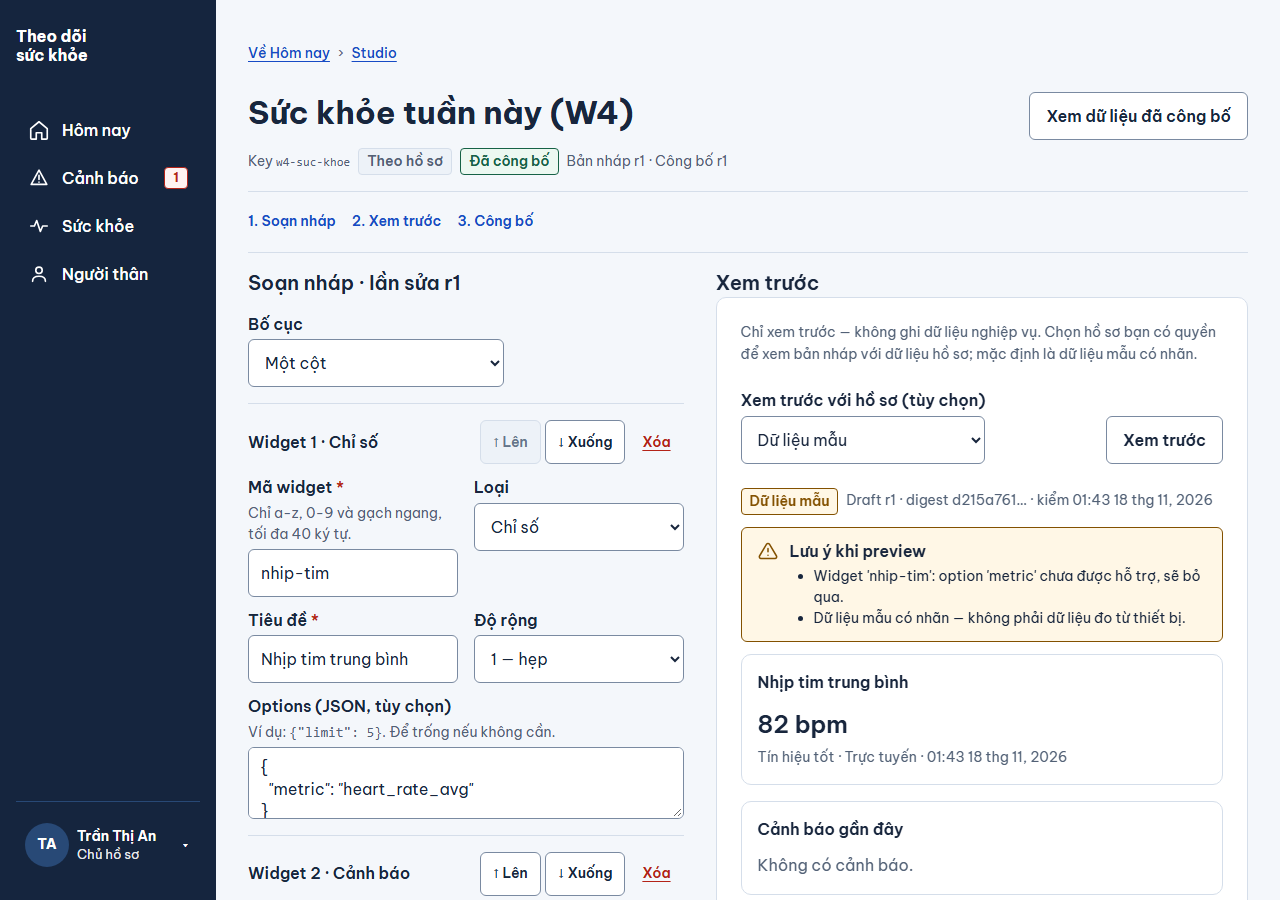 Theo dõi
sức khỏe
Hôm nay
Cảnh báo
1
Sức khỏe
Người thân
TA
Trần Thị An
Chủ hồ sơ
Về Hôm nay › Studio
Sức khỏe tuần này (W4)
Xem dữ liệu đã công bố
Key w4-suc-khoe Theo hồ sơ Đã công bố Bản nháp r1 · Công bố r1
1. Soạn nháp 2. Xem trước 3. Công bố
Soạn nháp · lần sửa r1
Bố cục
Một cột
Widget 1 · Chỉ số
↑ Lên
↓ Xuống
Xóa
Mã widget *
Chỉ a-z, 0-9 và gạch ngang,
tối đa 40 ký tự.
nhip-tim
Loại
Chỉ số
Tiêu đề *
Nhịp tim trung bình
Độ rộng
1 — hẹp
Options (JSON, tùy chọn)
Ví dụ: {"limit": 5}. Để trống nếu không cần.
{
"metric": "heart_rate_avg"
}
Widget 2 · Cảnh báo
↑ Lên
↓ Xuống
Xóa
Xem trước
Chỉ xem trước — không ghi dữ liệu nghiệp vụ. Chọn hồ sơ bạn có quyền
để xem bản nháp với dữ liệu hồ sơ; mặc định là dữ liệu mẫu có nhãn.
Xem trước với hồ sơ (tùy chọn)
Dữ liệu mẫu
Xem trước
Dữ liệu mẫu Draft r1 · digest d215a761… · kiểm 01:43 18 thg 11, 2026
Lưu ý khi preview
• Widget 'nhip-tim': option 'metric' chưa được hỗ trợ, sẽ bỏ
qua.
• Dữ liệu mẫu có nhãn — không phải dữ liệu đo từ thiết bị.
Nhịp tim trung bình
82 bpm
Tín hiệu tốt · Trực tuyến · 01:43 18 thg 11, 2026
Cảnh báo gần đây
Không có cảnh báo.